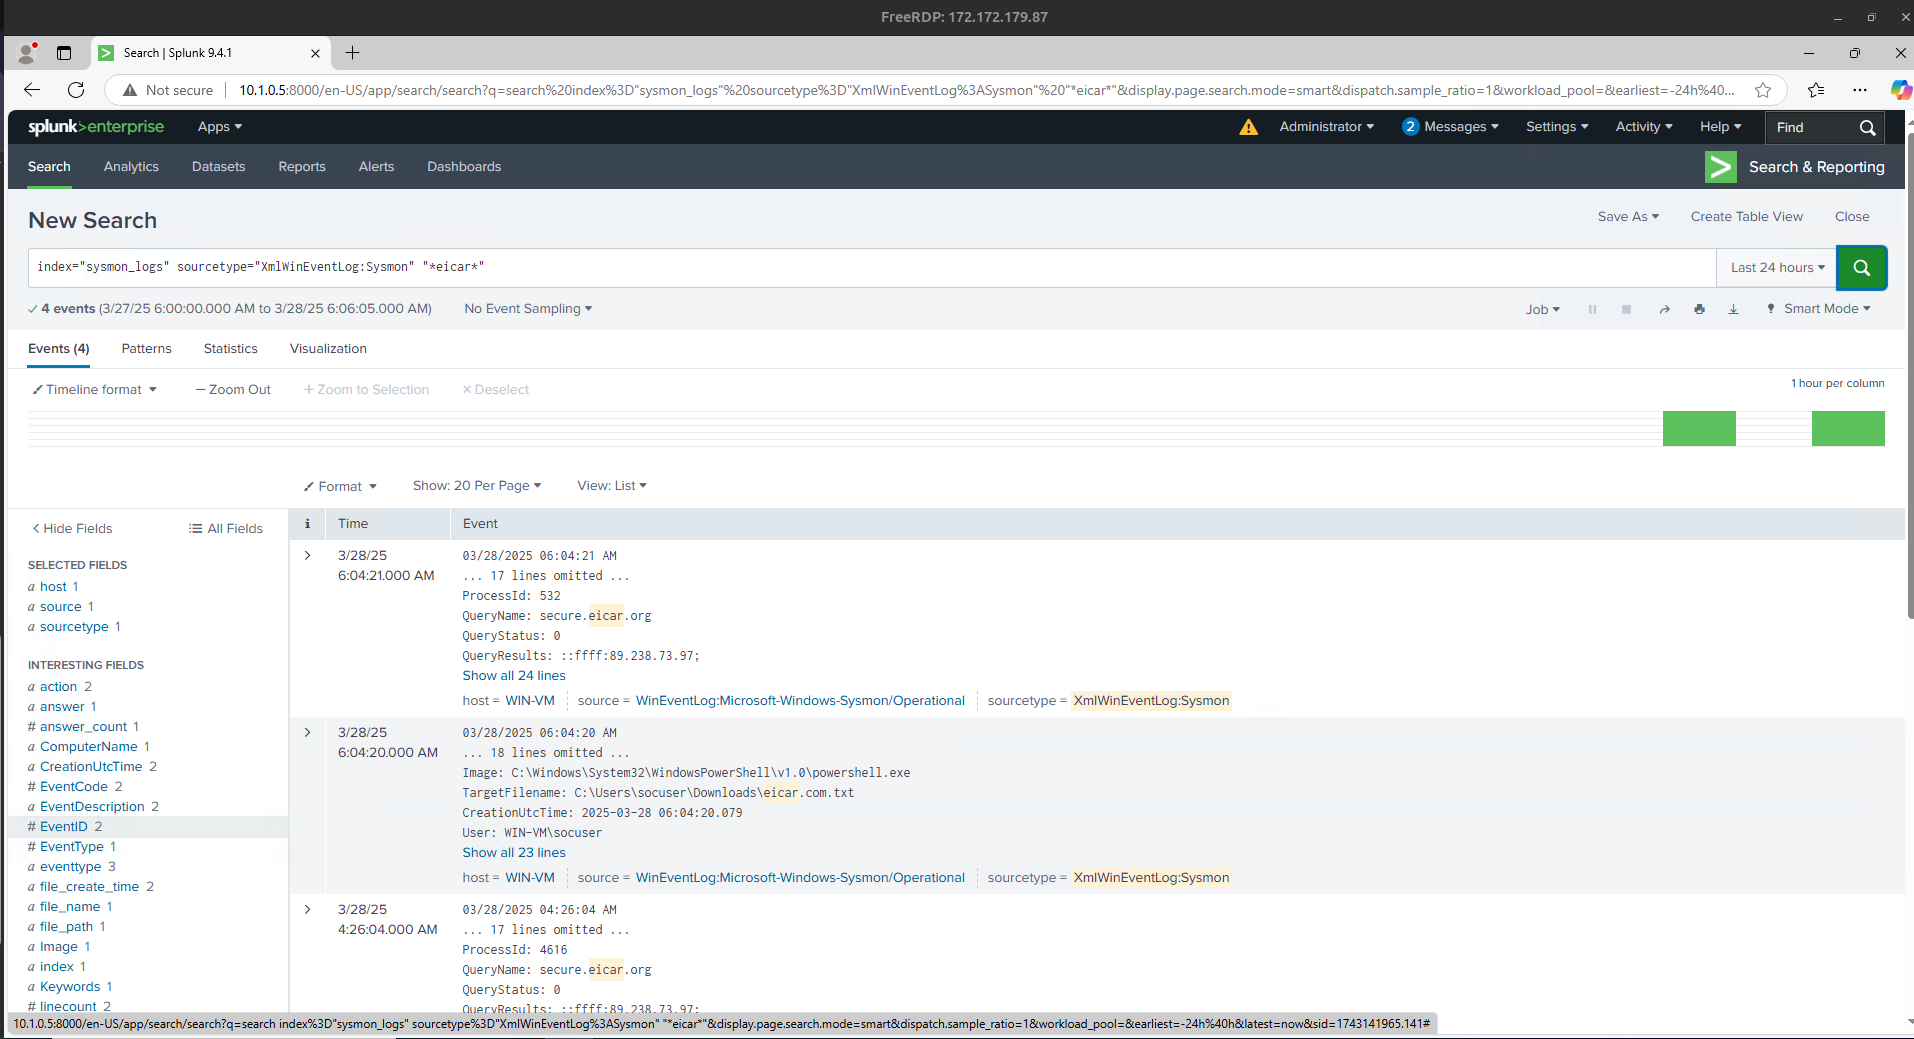 FreeRDP: 172.172.179.87
Search | Splunk 9.4.1
Not secure
10.1.0.5:8000/en-US/app/search/search?q=search%20index%3D"sysmon_logs"%20sourcetype%3D"XmlWinEventLog%3ASysmon"%20"*eicar*"&display.page.search.mode=smart&dispatch.sample_ratio=1&workload_pool=&earliest=-24h%40...
splunk>enterprise
Apps
Administrator
2 Messages
Settings
Activity
Help
Find
Search
Analytics
Datasets
Reports
Alerts
Dashboards
Search & Reporting
New Search
Save As
Create Table View
Close
index="sysmon_logs" sourcetype="XmlWinEventLog:Sysmon" "*eicar*"
Last 24 hours
4 events (3/27/25 6:00:00.000 AM to 3/28/25 6:06:05.000 AM)
No Event Sampling
Job
Smart Mode
Events (4)
Patterns
Statistics
Visualization
Timeline format
— Zoom Out
+ Zoom to Selection
× Deselect
1 hour per column
Format
Show: 20 Per Page
View: List
< Hide Fields
All Fields
i
Time
Event
SELECTED FIELDS
a host 1
a source 1
a sourcetype 1
INTERESTING FIELDS
a action 2
a answer 1
# answer_count 1
a ComputerName 1
a CreationUtcTime 2
# EventCode 2
a EventDescription 2
# EventID 2
# EventType 1
a eventtype 3
a file_create_time 2
a file_name 1
a file_path 1
a Image 1
a index 1
a Keywords 1
# linecount 2
3/28/25
6:04:21.000 AM
03/28/2025 06:04:21 AM
... 17 lines omitted ...
ProcessId: 532
QueryName: secure.eicar.org
QueryStatus: 0
QueryResults: ::ffff:89.238.73.97;
Show all 24 lines
host = WIN-VM
source = WinEventLog:Microsoft-Windows-Sysmon/Operational
sourcetype = XmlWinEventLog:Sysmon
3/28/25
6:04:20.000 AM
03/28/2025 06:04:20 AM
... 18 lines omitted ...
Image: C:\Windows\System32\WindowsPowerShell\v1.0\powershell.exe
TargetFilename: C:\Users\socuser\Downloads\eicar.com.txt
CreationUtcTime: 2025-03-28 06:04:20.079
User: WIN-VM\socuser
Show all 23 lines
host = WIN-VM
source = WinEventLog:Microsoft-Windows-Sysmon/Operational
sourcetype = XmlWinEventLog:Sysmon
3/28/25
4:26:04.000 AM
03/28/2025 04:26:04 AM
... 17 lines omitted ...
ProcessId: 4616
QueryName: secure.eicar.org
QueryStatus: 0
QueryResults: ::ffff:89.238.73.97;
10.1.0.5:8000/en-US/app/search/search?q=search index%3D"sysmon_logs" sourcetype%3D"XmlWinEventLog%3ASysmon" "*eicar*"&display.page.search.mode=smart&dispatch.sample_ratio=1&workload_pool=&earliest=-24h%40h&latest=now&sid=1743141965.141#